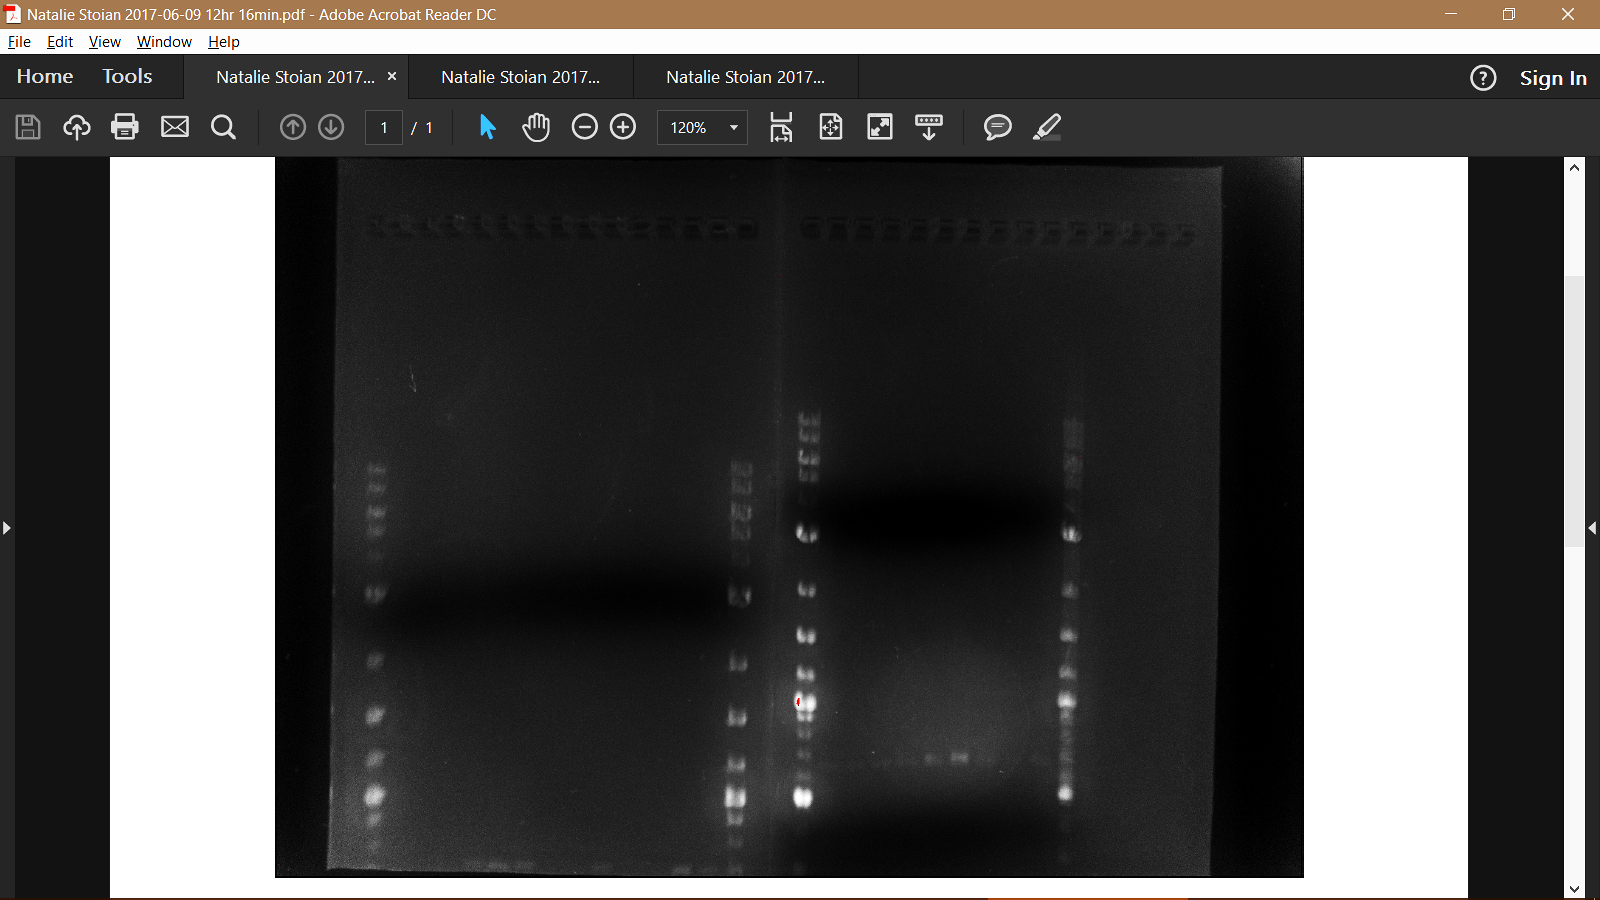 Natalie Stoian 2017-06-09 12hr 16min.pdf - Adobe Acrobat Reader DC
File Edit View Window Help
Home Tools Natalie Stoian 2017... × Natalie Stoian 2017... Natalie Stoian 2017... ? Sign In
1 / 1 120%